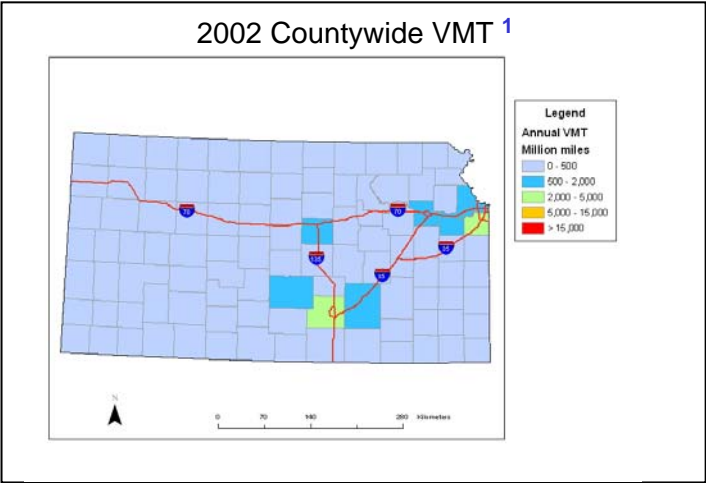 2002 Countywide VMT 1
Legend
Annual VMT
Million miles
0 - 500
500 - 2,000
2,000 - 5,000
5,000 - 15,000
> 15,000
70
70
135
35
35
N
0 70 140 280 Kilometers